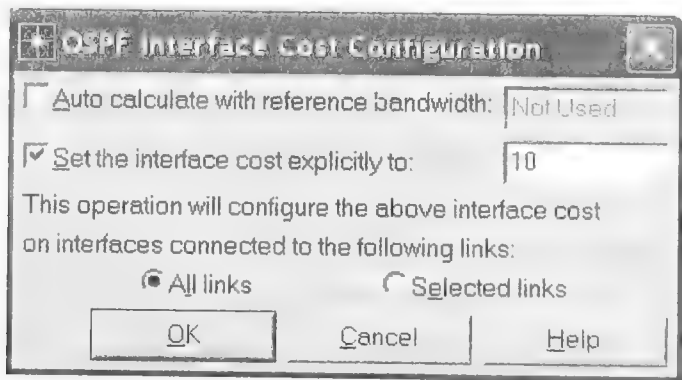 OSPF Interface Cost Configuration
Auto calculate with reference bandwidth: Not Used
Set the interface cost explicitly to: 10
This operation will configure the above interface cost
on interfaces connected to the following links:
All links Selected links
OK Cancel Help